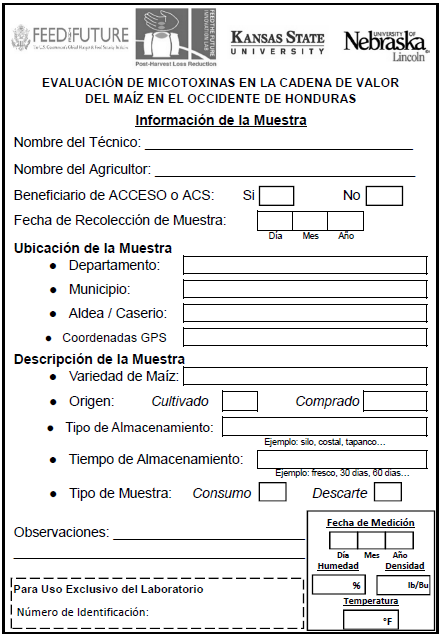 FEED THE FUTURE
The U.S. Government's Global Hunger & Food Security Initiative
FEED THE FUTURE
INNOVATION LAB
Post-Harvest Loss Reduction
KANSAS STATE
UNIVERSITY
UNIVERSITY OF
Nebraska
Lincoln
EVALUACIÓN DE MICOTOXINAS EN LA CADENA DE VALOR
DEL MAÍZ EN EL OCCIDENTE DE HONDURAS
Información de la Muestra
Nombre del Técnico:
Nombre del Agricultor:
Beneficiario de ACCESO o ACS: Si No
Fecha de Recolección de Muestra:
Día Mes Año
Ubicación de la Muestra
● Departamento:
● Municipio:
● Aldea / Caserio:
● Coordenadas GPS
Descripción de la Muestra
● Variedad de Maíz:
● Origen: Cultivado Comprado
● Tipo de Almacenamiento:
Ejemplo: silo, costal, tapanco…
● Tiempo de Almacenamiento:
Ejemplo: fresco, 30 dias, 60 dias…
● Tipo de Muestra: Consumo Descarte
Observaciones:
Fecha de Medición
Día Mes Año
Humedad Densidad
% lb/Bu
Temperatura
°F
Para Uso Exclusivo del Laboratorio
Número de Identificación: